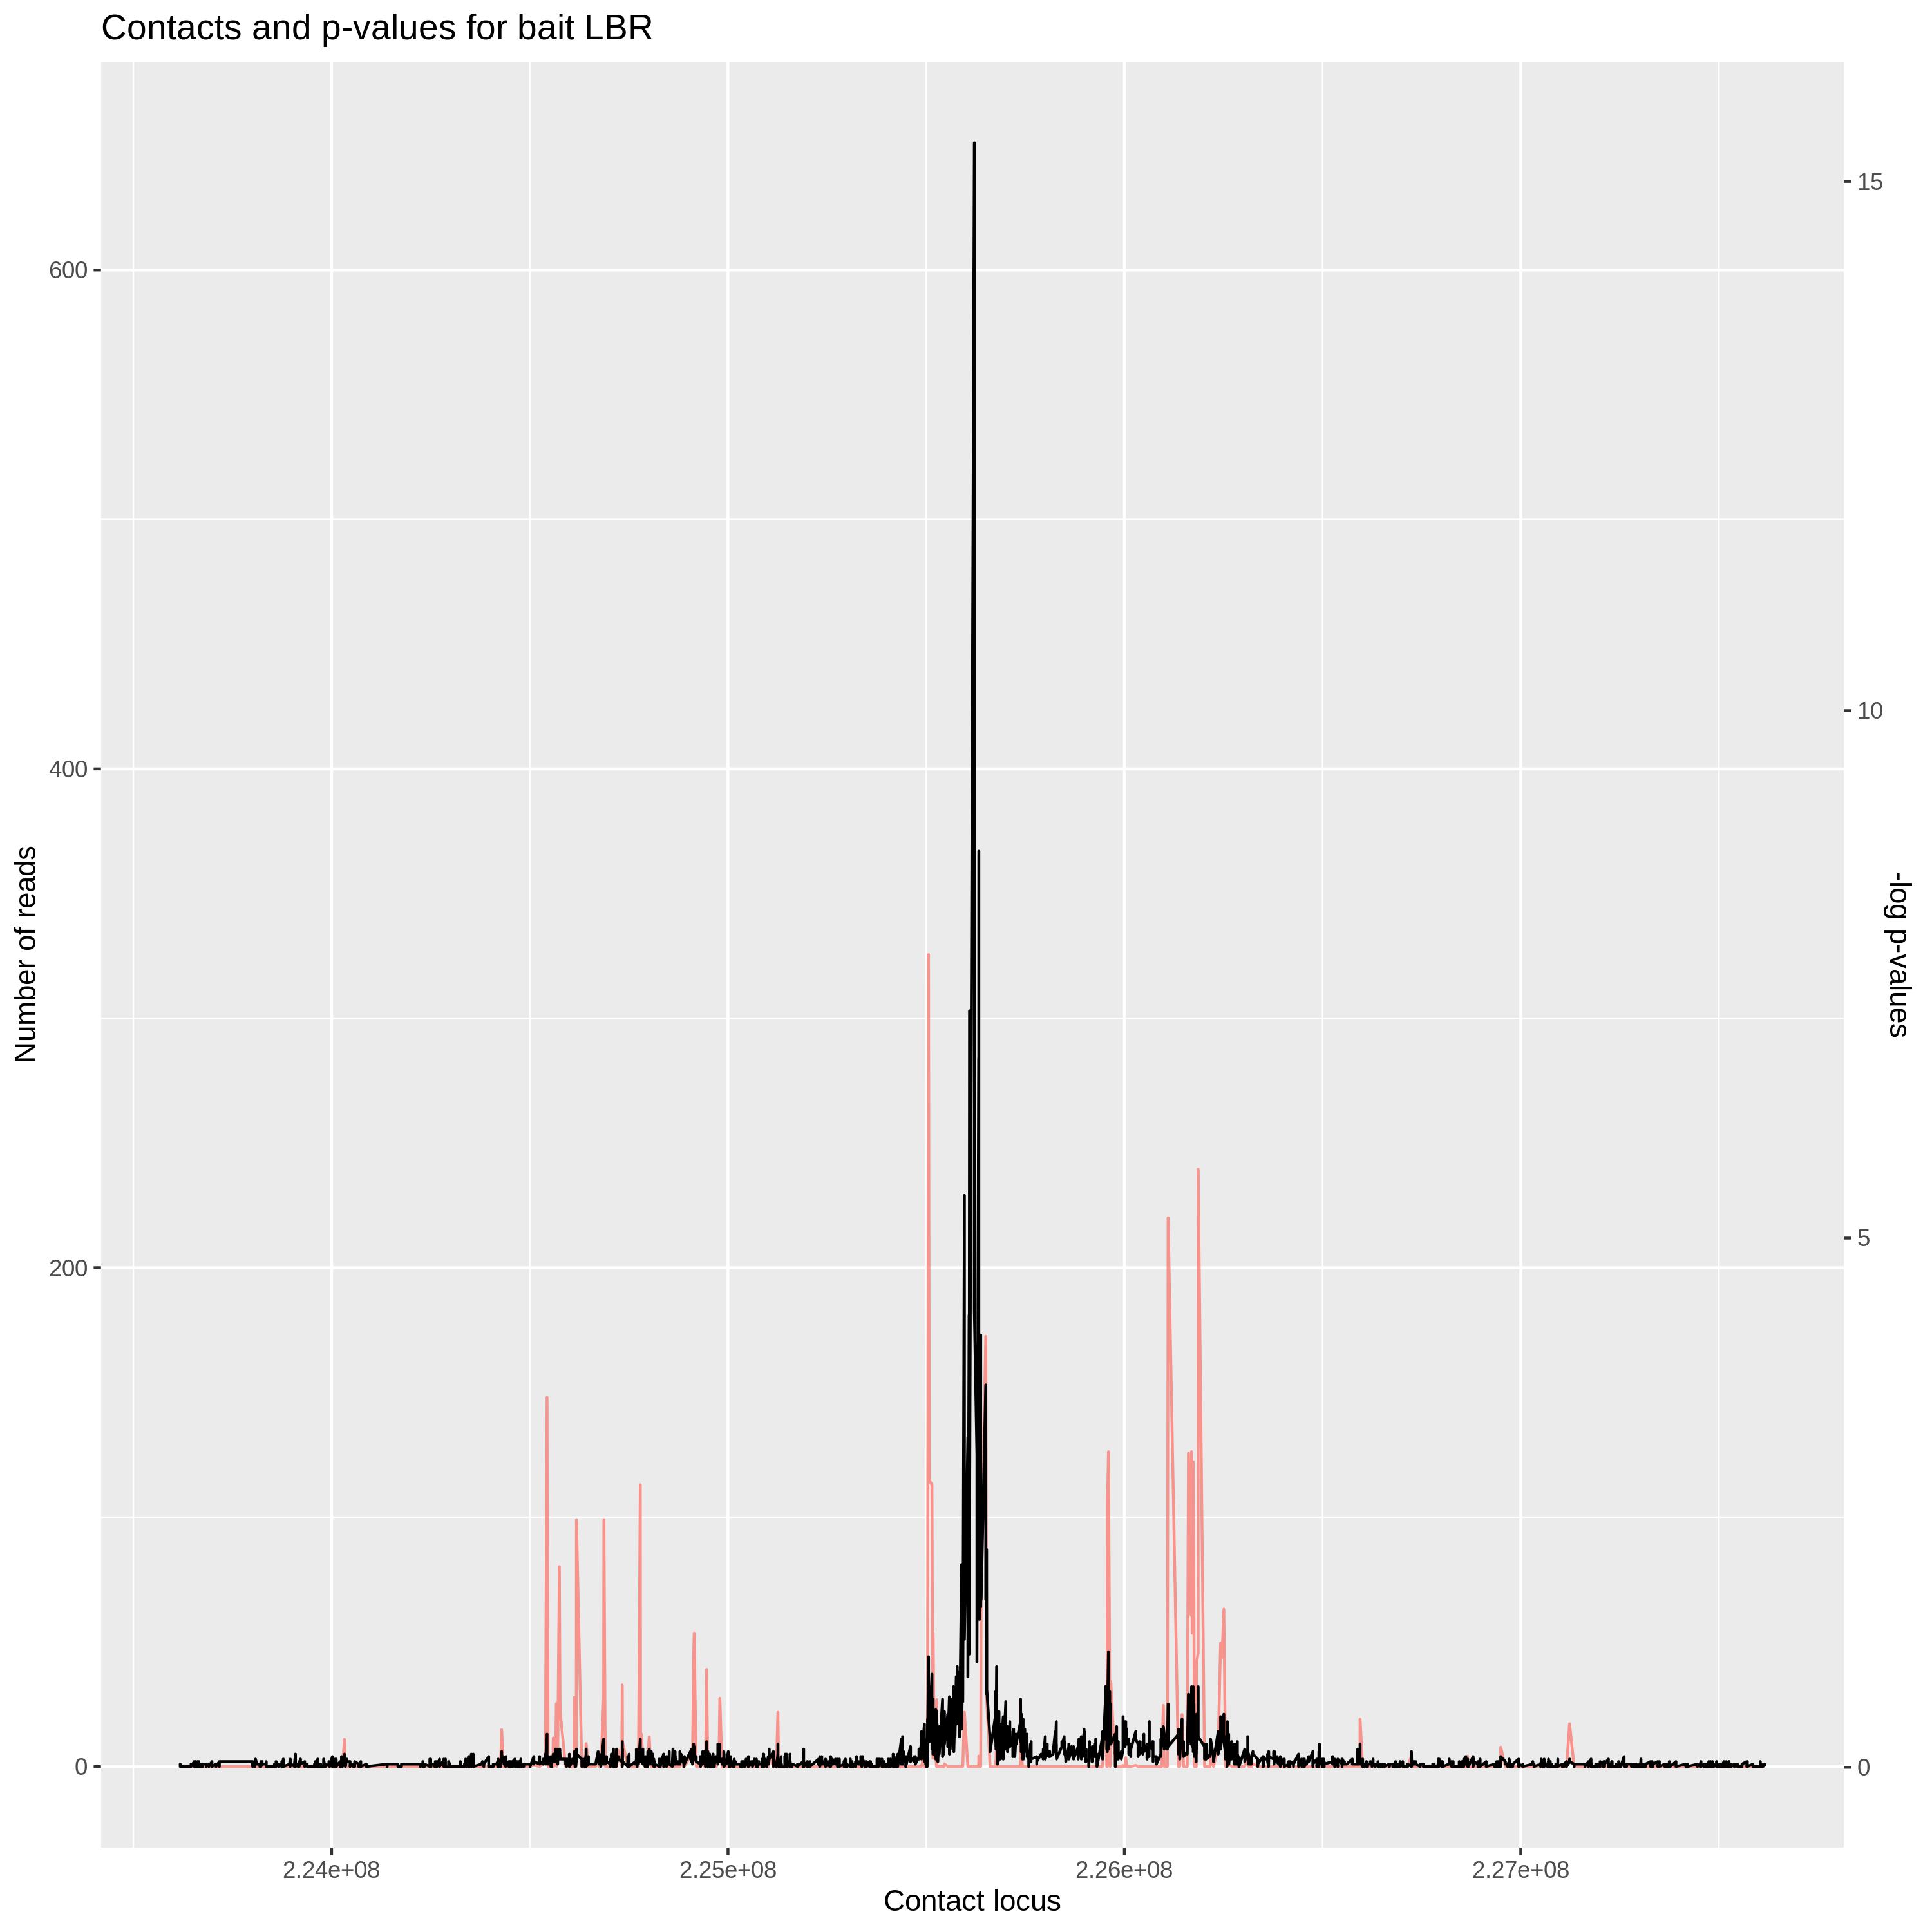 Contacts and p-values for bait LBR
15
600
10
400
Number of reads
-log p-values
5
200
0
0
2.24e+08 2.25e+08 2.26e+08 2.27e+08
Contact locus